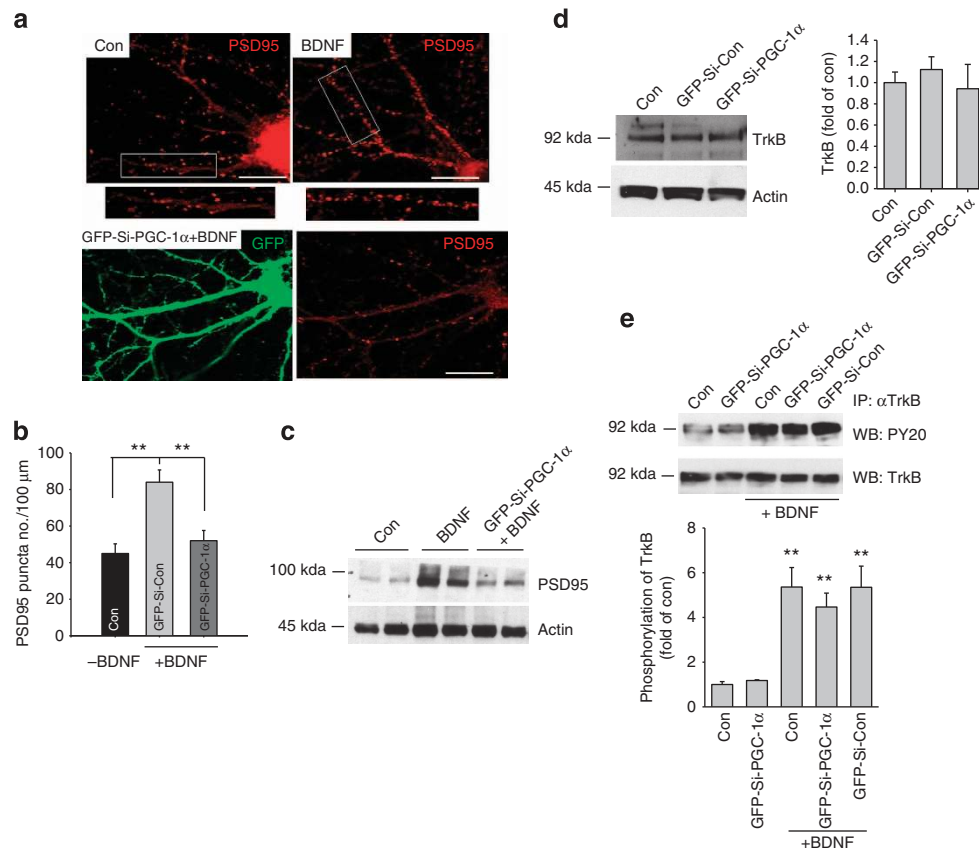 a
Con
PSD95
BDNF
PSD95
GFP-Si-PGC-1α+BDNF
GFP
PSD95
b
PSD95 puncta no./100 μm
100
80
60
40
20
0
**
**
Con
GFP-Si-Con
GFP-Si-PGC-1α
–BDNF
+BDNF
c
Con
BDNF
GFP-Si-PGC-1α
+ BDNF
100 kda
PSD95
45 kda
Actin
d
Con
GFP-Si-Con
GFP-Si-PGC-1α
92 kda
TrkB
45 kda
Actin
TrkB (fold of con)
1.4
1.2
1.0
0.8
0.6
0.4
0.2
0.0
Con
GFP-Si-Con
GFP-Si-PGC-1α
e
Con
GFP-Si-PGC-1α
Con
GFP-Si-PGC-1α
GFP-Si-Con
IP: αTrkB
92 kda
WB: PY20
92 kda
WB: TrkB
+ BDNF
Phosphorylation of TrkB
(fold of con)
8
6
4
2
0
**
**
**
Con
GFP-Si-PGC-1α
Con
GFP-Si-PGC-1α
GFP-Si-Con
+BDNF